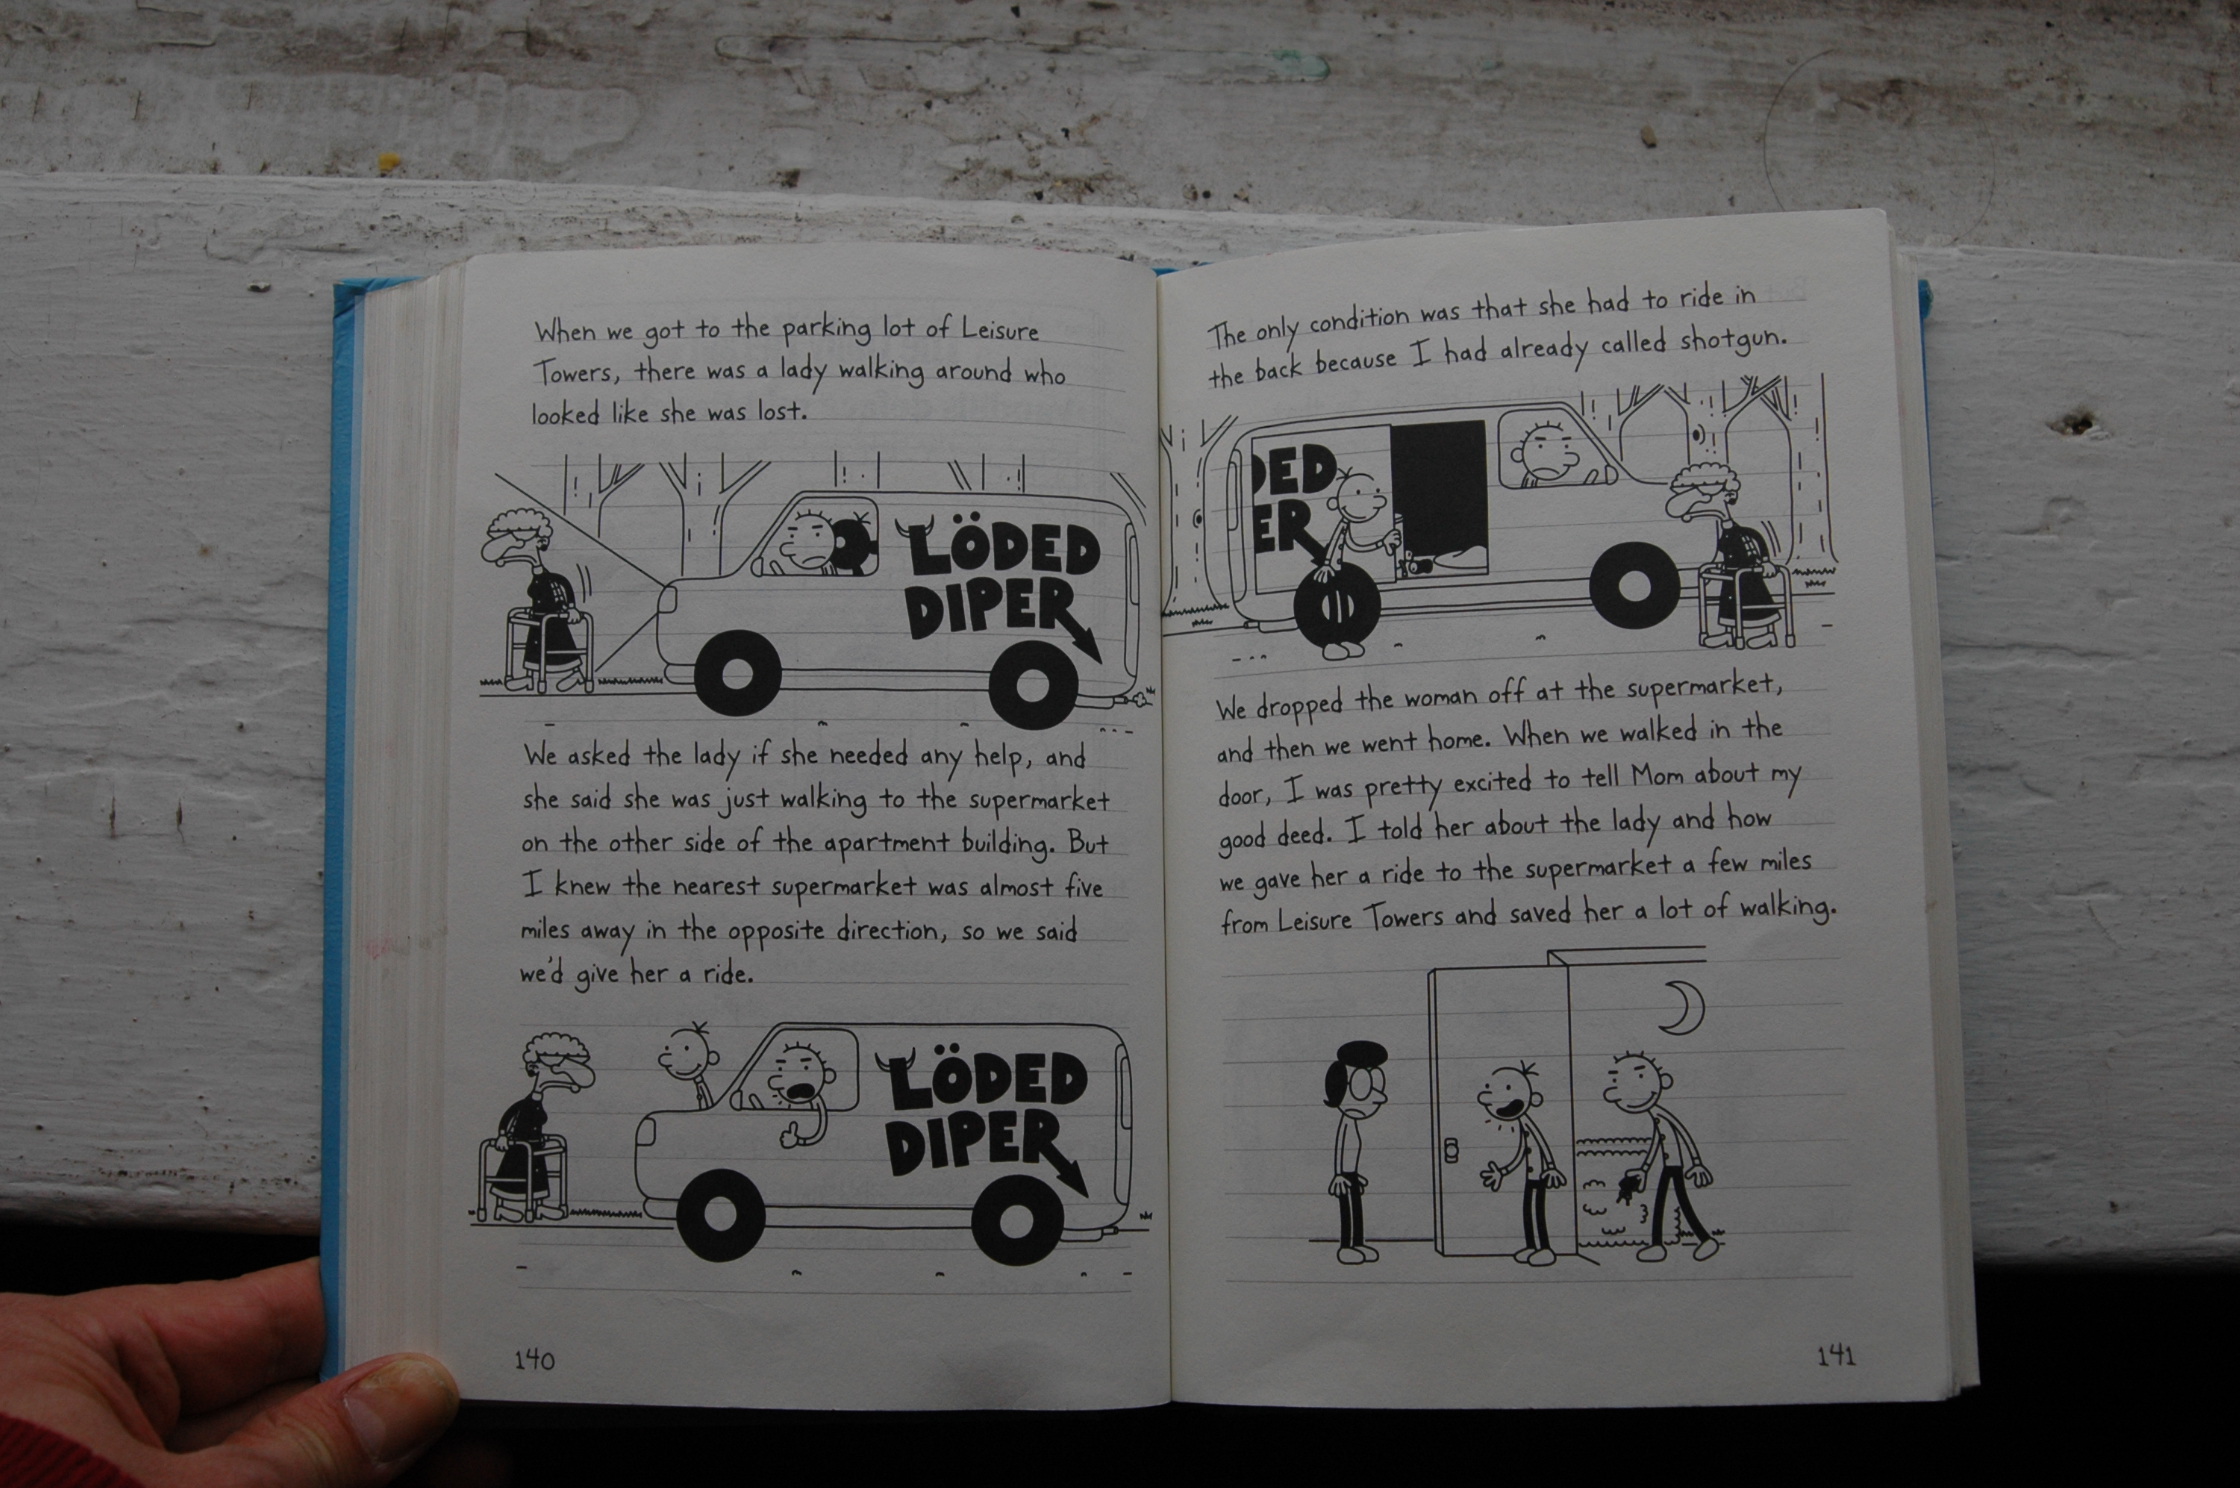 When we got to the parking lot of Leisure
Towers, there was a lady walking around who
looked like she was lost.
LÖDED
DIPER
We asked the lady if she needed any help, and
she said she was just walking to the supermarket
on the other side of the apartment building. But
I knew the nearest supermarket was almost five
miles away in the opposite direction, so we said
we'd give her a ride.
LÖDED
DIPER
140
The only condition was that she had to ride in
the back because I had already called shotgun.
DED
ER
We dropped the woman off at the supermarket,
and then we went home. When we walked in the
door, I was pretty excited to tell Mom about my
good deed. I told her about the lady and how
we gave her a ride to the supermarket a few miles
from Leisure Towers and saved her a lot of walking.
141